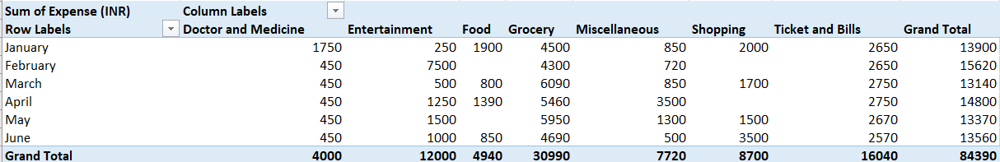 Sum of Expense (INR) Column Labels
Row Labels Doctor and Medicine Entertainment Food Grocery Miscellaneous Shopping Ticket and Bills Grand Total
January 1750 250 1900 4500 850 2000 2650 13900
February 450 7500 4300 720 2650 15620
March 450 500 800 6090 850 1700 2750 13140
April 450 1250 1390 5460 3500 2750 14800
May 450 1500 5950 1300 1500 2670 13370
June 450 1000 850 4690 500 3500 2570 13560
Grand Total 4000 12000 4940 30990 7720 8700 16040 84390